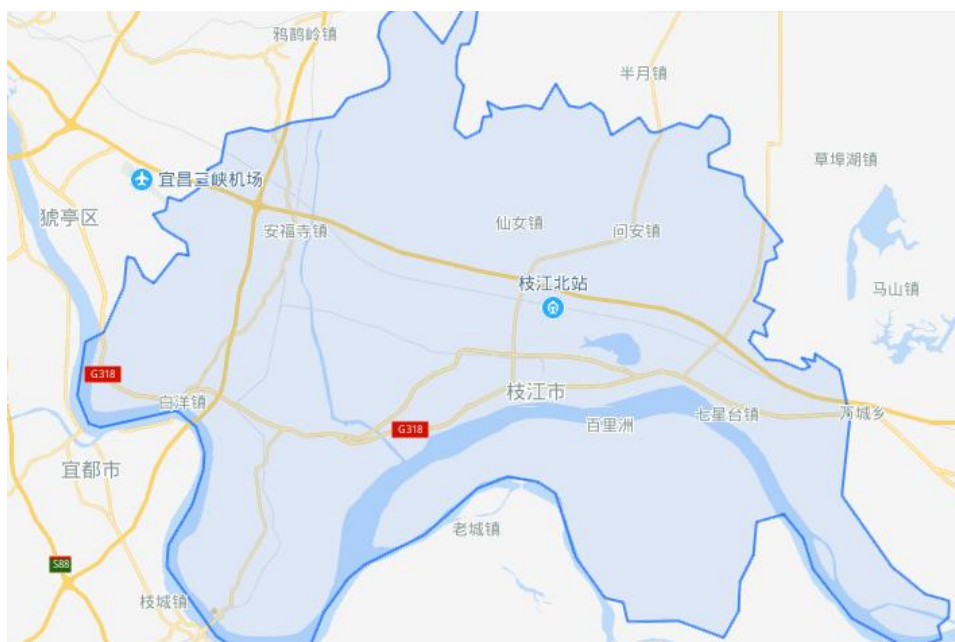 鸦鹊岭镇
半月镇
草埠湖镇
宜昌三峡机场
猇亭区
安福寺镇
仙女镇
问安镇
枝江北站
马山镇
G318
白洋镇
枝江市
百里洲
七星台镇
万城乡
G318
宜都市
老城镇
S88
枝城镇